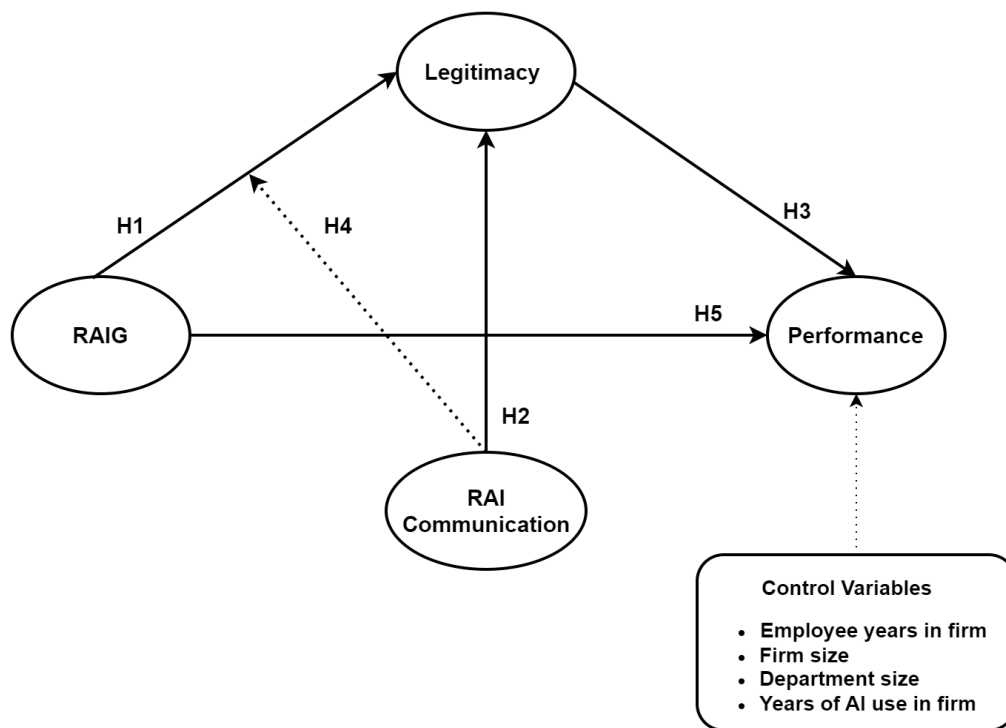 Legitimacy
H1
H4
H3
RAIG
H5
Performance
H2
RAI
Communication
Control Variables
• Employee years in firm
• Firm size
• Department size
• Years of AI use in firm